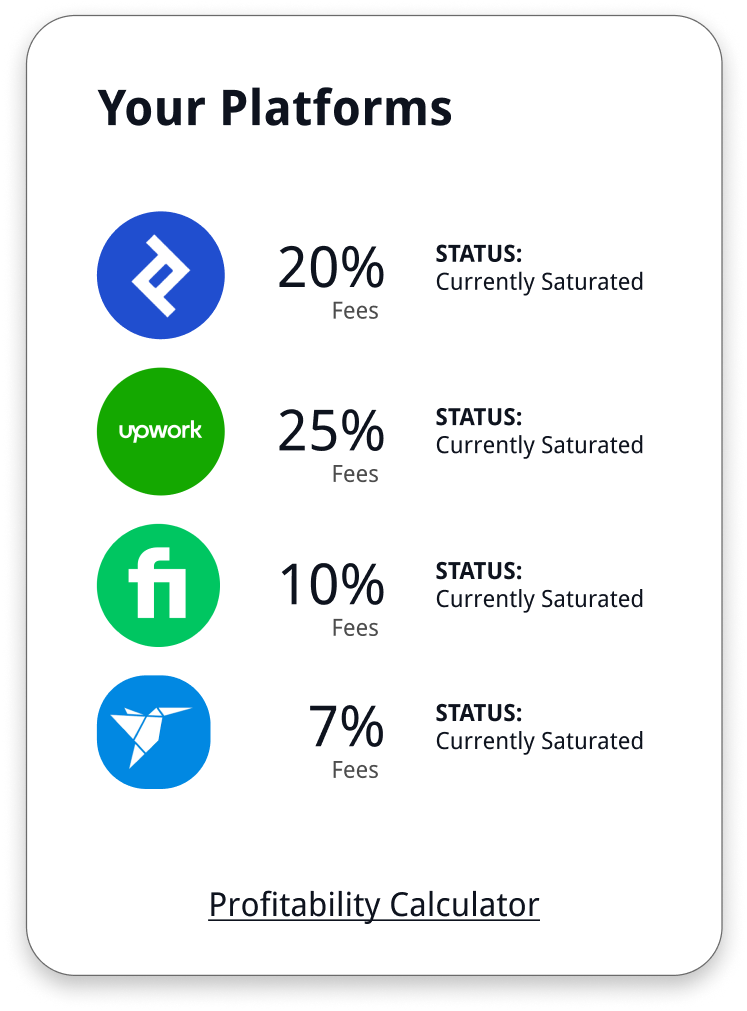 Your Platforms
20%
Fees
STATUS:
Currently Saturated
upwork
25%
Fees
STATUS:
Currently Saturated
fi
10%
Fees
STATUS:
Currently Saturated
7%
Fees
STATUS:
Currently Saturated
Profitability Calculator